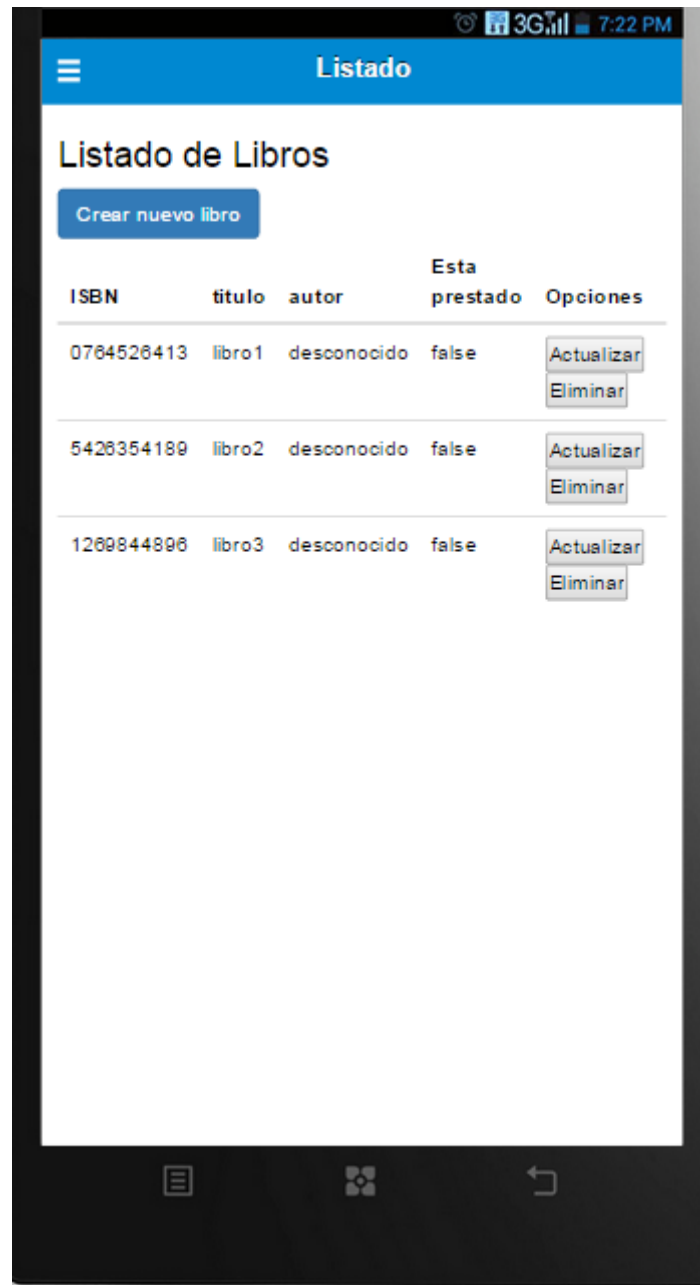 3G 7:22 PM
Listado
Listado de Libros
Crear nuevo libro
ISBN titulo autor Esta prestado Opciones
0764526413 libro1 desconocido false Actualizar
Eliminar
5426354189 libro2 desconocido false Actualizar
Eliminar
1269844896 libro3 desconocido false Actualizar
Eliminar